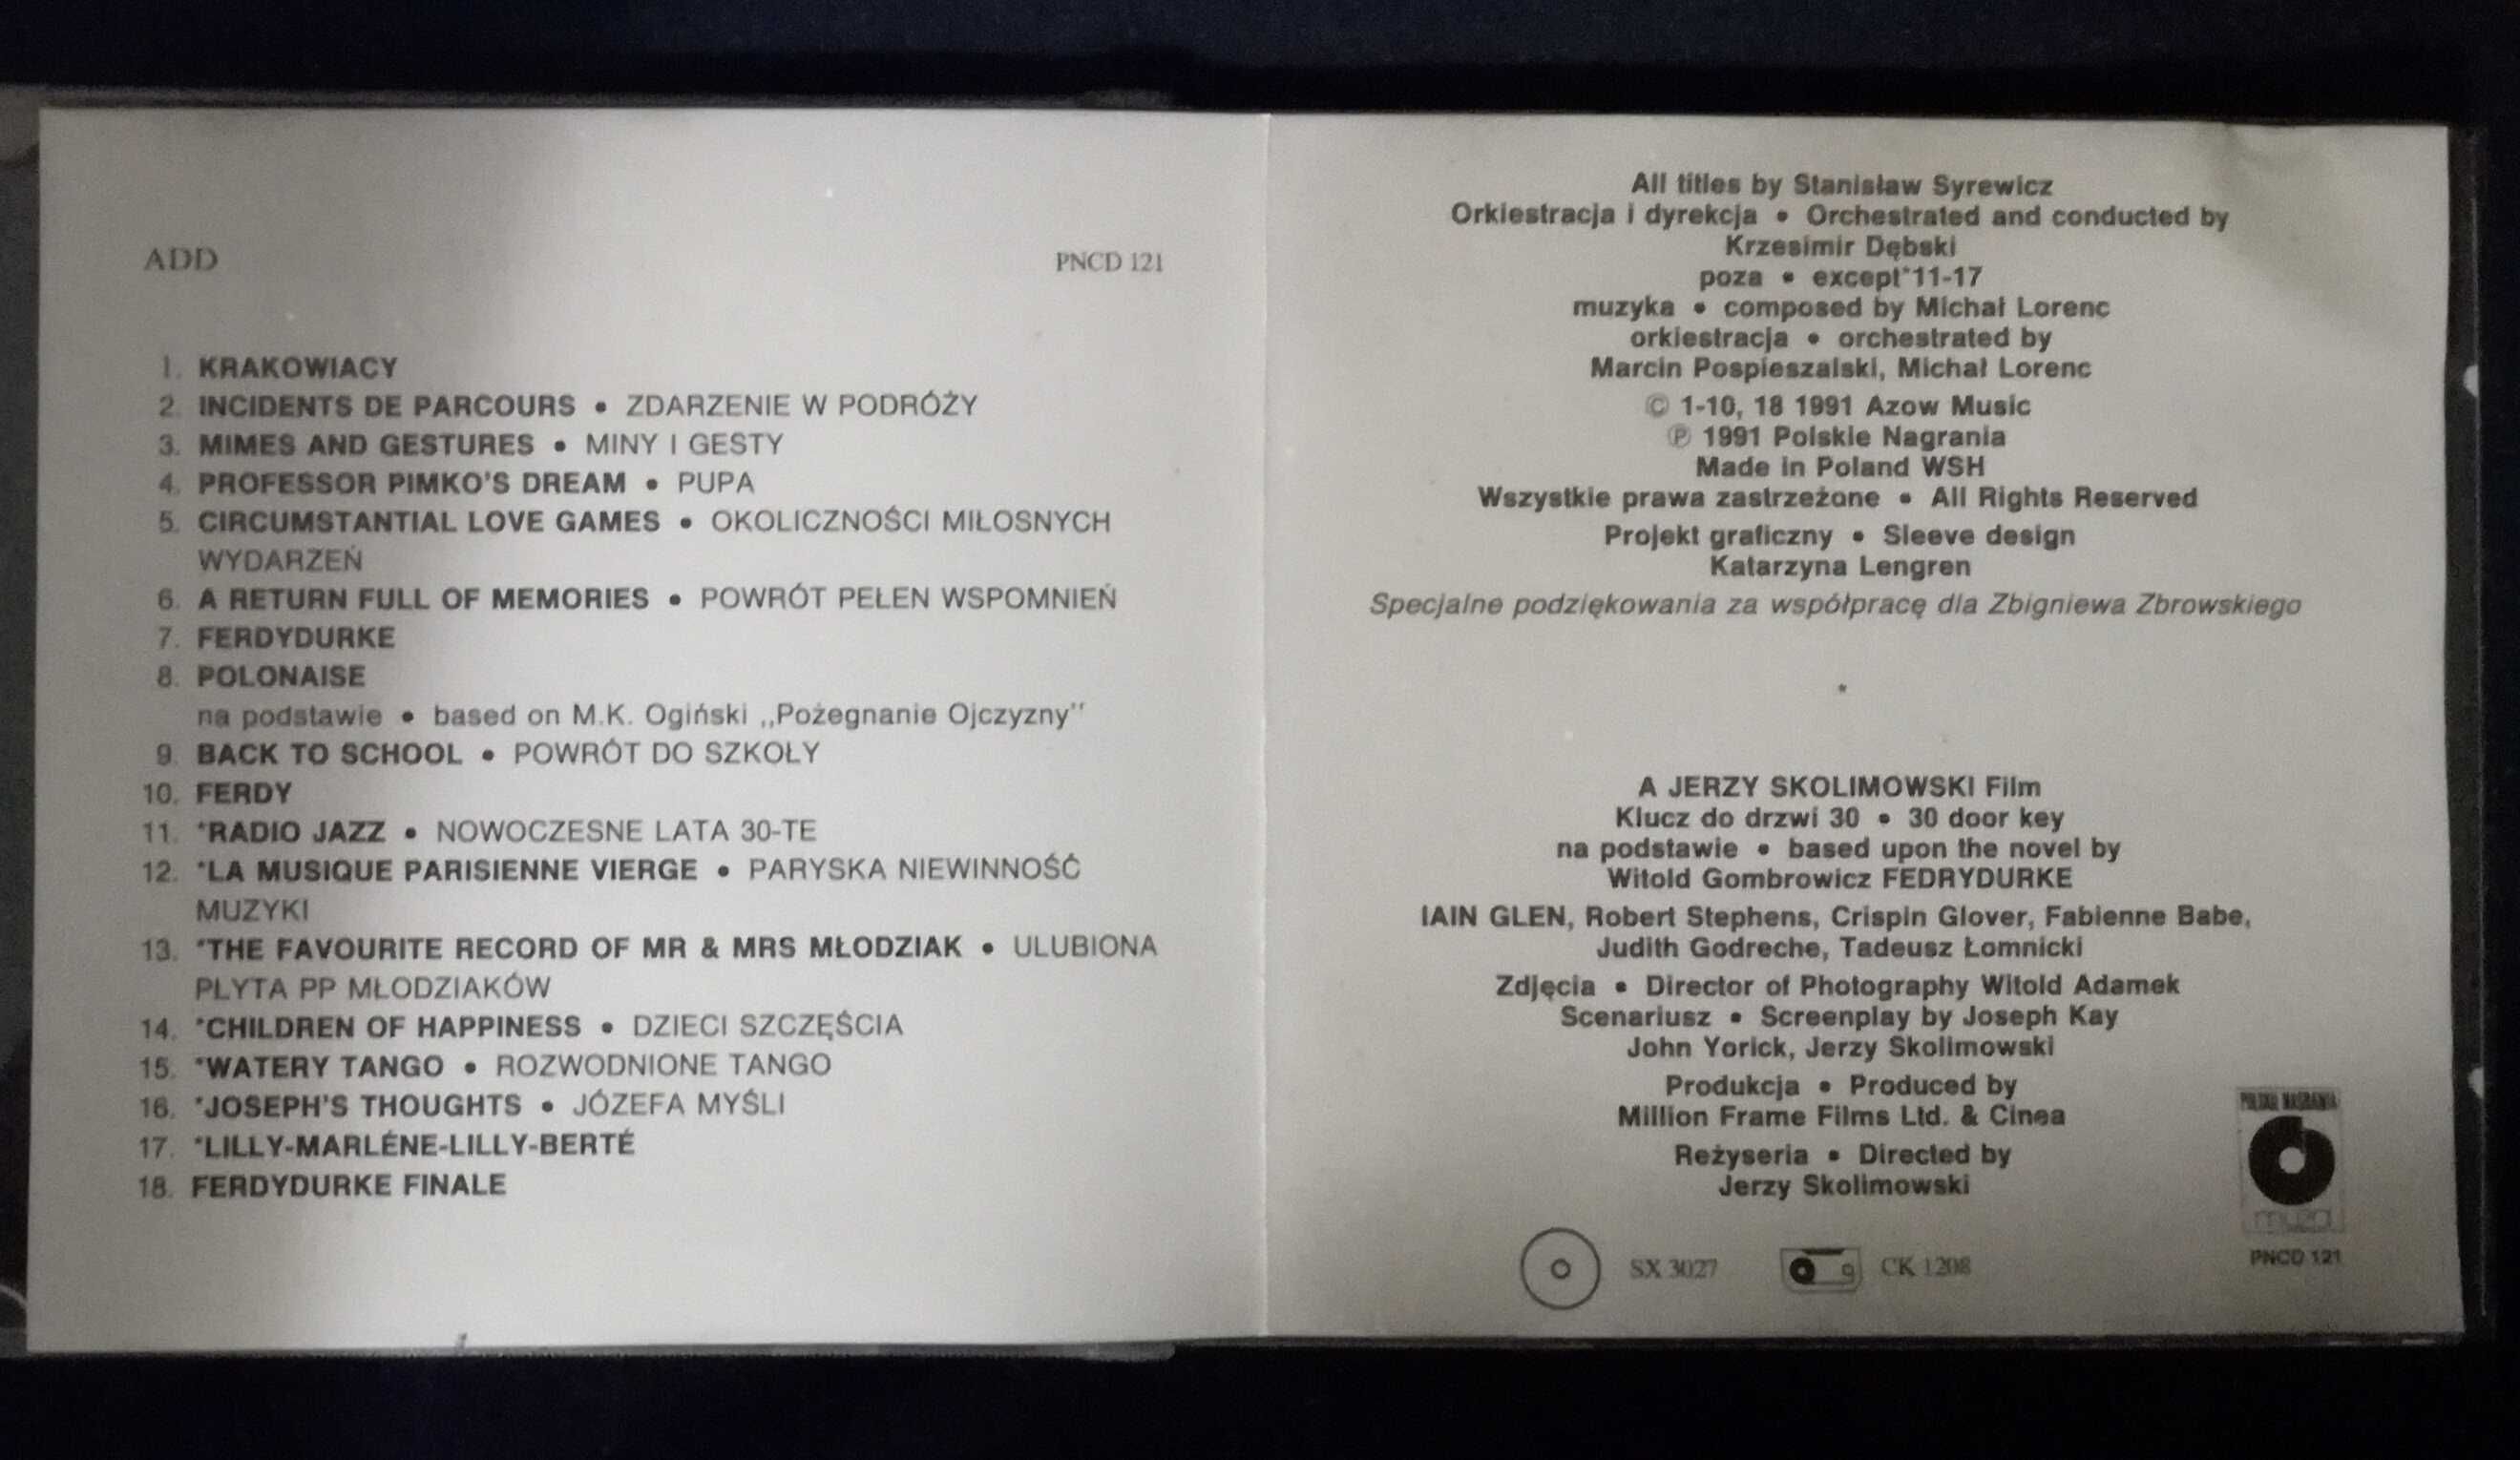 ADD
PNCD 121
1. KRAKOWIACY
2. INCIDENTS DE PARCOURS • ZDARZENIE W PODRÓŻY
3. MIMES AND GESTURES • MINY I GESTY
4. PROFESSOR PIMKO'S DREAM • PUPA
5. CIRCUMSTANTIAL LOVE GAMES • OKOLICZNOŚCI MIŁOSNYCH
WYDARZEŃ
6. A RETURN FULL OF MEMORIES • POWRÓT PEŁEN WSPOMNIEŃ
7. FERDYDURKE
8. POLONAISE
na podstawie • based on M.K. Ogiński ,,Pożegnanie Ojczyzny''
9. BACK TO SCHOOL • POWRÓT DO SZKOŁY
10. FERDY
11. *RADIO JAZZ • NOWOCZESNE LATA 30-TE
12. *LA MUSIQUE PARISIENNE VIERGE • PARYSKA NIEWINNOŚĆ
MUZYKI
13. *THE FAVOURITE RECORD OF MR & MRS MŁODZIAK • ULUBIONA
PŁYTA PP MŁODZIAKÓW
14. *CHILDREN OF HAPPINESS • DZIECI SZCZĘŚCIA
15. *WATERY TANGO • ROZWODNIONE TANGO
16. *JOSEPH'S THOUGHTS • JÓZEFA MYŚLI
17. *LILLY-MARLÉNE-LILLY-BERTÉ
18. FERDYDURKE FINALE
All titles by Stanisław Syrewicz
Orkiestracja i dyrekcja • Orchestrated and conducted by
Krzesimir Dębski
poza • except*11-17
muzyka • composed by Michał Lorenc
orkiestracja • orchestrated by
Marcin Pospieszalski, Michał Lorenc
© 1-10, 18 1991 Azow Music
℗ 1991 Polskie Nagrania
Made in Poland WSH
Wszystkie prawa zastrzeżone • All Rights Reserved
Projekt graficzny • Sleeve design
Katarzyna Lengren
Specjalne podziękowania za współpracę dla Zbigniewa Zbrowskiego
*
A JERZY SKOLIMOWSKI Film
Klucz do drzwi 30 • 30 door key
na podstawie • based upon the novel by
Witold Gombrowicz FEDRYDURKE
IAIN GLEN, Robert Stephens, Crispin Glover, Fabienne Babe,
Judith Godreche, Tadeusz Łomnicki
Zdjęcia • Director of Photography Witold Adamek
Scenariusz • Screenplay by Joseph Kay
John Yorick, Jerzy Skolimowski
Produkcja • Produced by
Million Frame Films Ltd. & Cinea
Reżyseria • Directed by
Jerzy Skolimowski
SX 3027
CK 1208
POLSKIE NAGRANIA
muza
PNCD 121